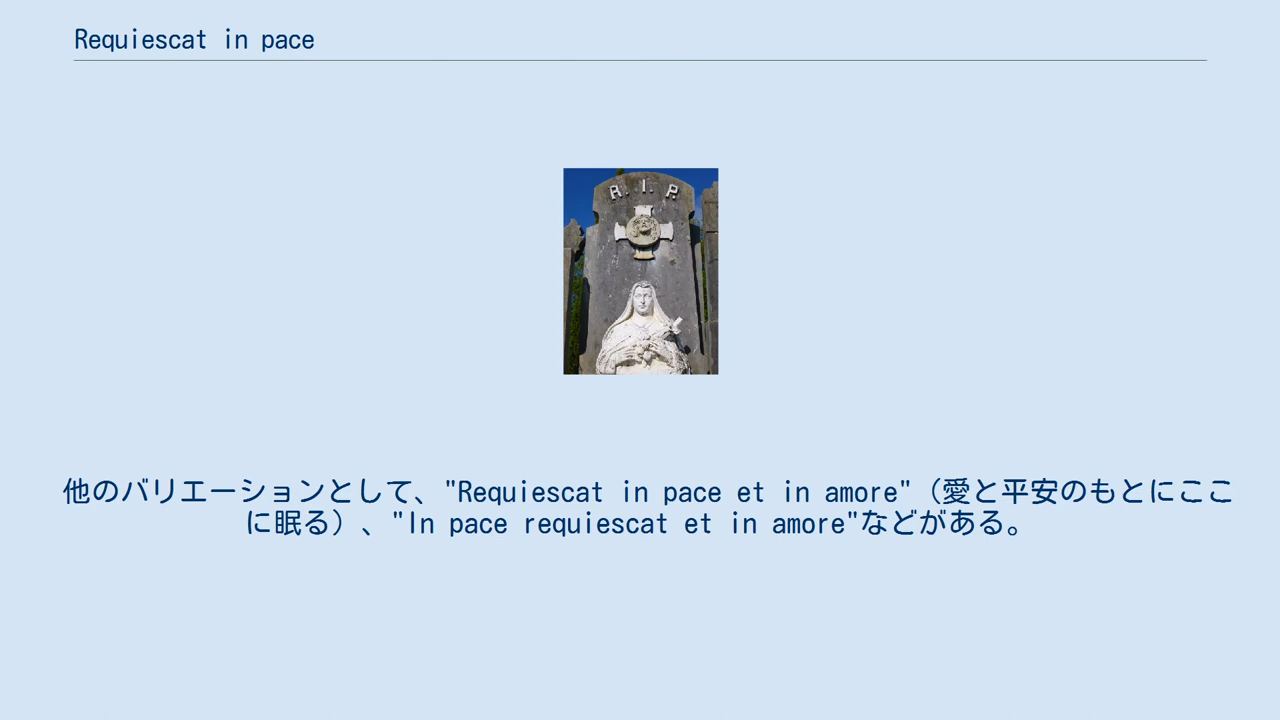 Requiescat in pace
R. I. P.
他のバリエーションとして、"Requiescat in pace et in amore"（愛と平安のもとにここ
に眠る）、"In pace requiescat et in amore"などがある。